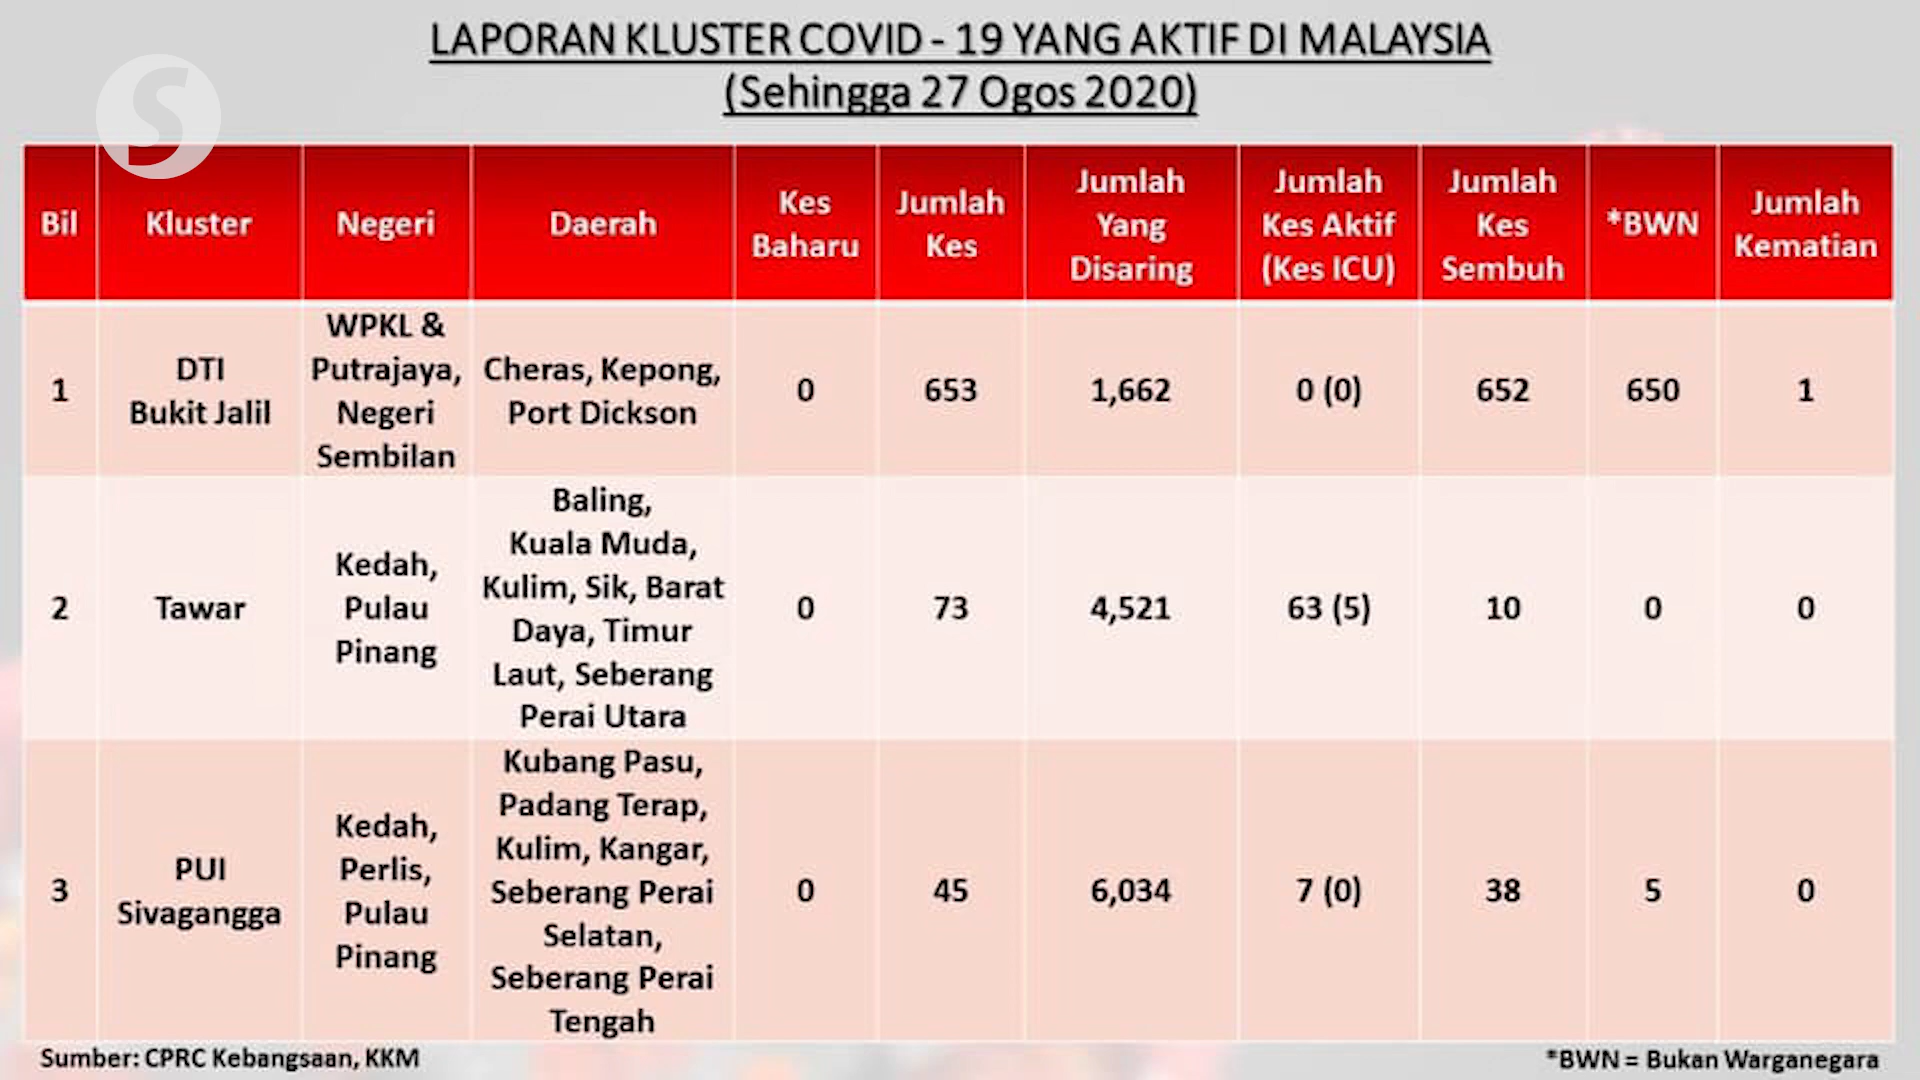 LAPORAN KLUSTER COVID - 19 YANG AKTIF DI MALAYSIA
(Sehingga 27 Ogos 2020)
S
Bil
Kluster
Negeri
Daerah
Kes
Baharu
Jumlah
Kes
Jumlah
Yang
Disaring
Jumlah
Kes Aktif
(Kes ICU)
Jumlah
Kes
Sembuh
*BWN
Jumlah
Kematian
1
DTI
Bukit Jalil
WPKL &
Putrajaya,
Negeri
Sembilan
Cheras, Kepong,
Port Dickson
0
653
1,662
0 (0)
652
650
1
2
Tawar
Kedah,
Pulau
Pinang
Baling,
Kuala Muda,
Kulim, Sik, Barat
Daya, Timur
Laut, Seberang
Perai Utara
0
73
4,521
63 (5)
10
0
0
3
PUI
Sivagangga
Kedah,
Perlis,
Pulau
Pinang
Kubang Pasu,
Padang Terap,
Kulim, Kangar,
Seberang Perai
Selatan,
Seberang Perai
Tengah
0
45
6,034
7 (0)
38
5
0
Sumber: CPRC Kebangsaan, KKM
*BWN = Bukan Warganegara